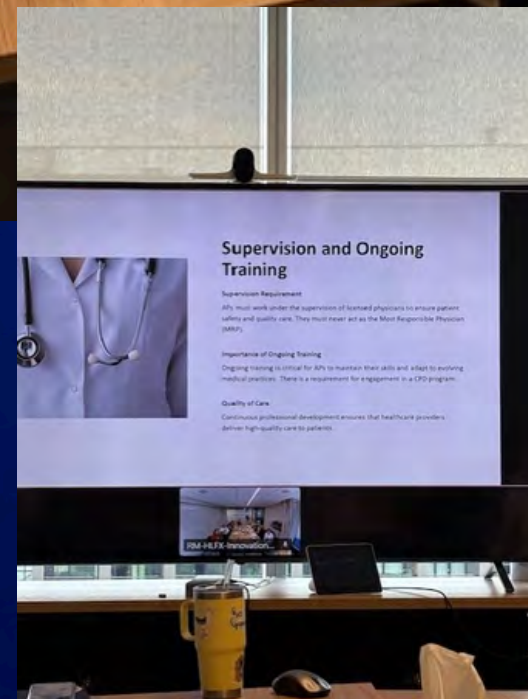 Supervision and Ongoing
Training
Supervision Requirement
APs must work under the supervision of licensed physicians to ensure patient
safety and quality care. They must never act as the Most Responsible Physician
(MRP).
Importance of Ongoing Training
Ongoing training is critical for APs to maintain their skills and adapt to evolving
medical practices. There is a requirement for engagement in a CPD program.
Quality of Care
Continuous professional development ensures that healthcare providers
deliver high-quality care to patients.
RM-HLFX-Innovation...